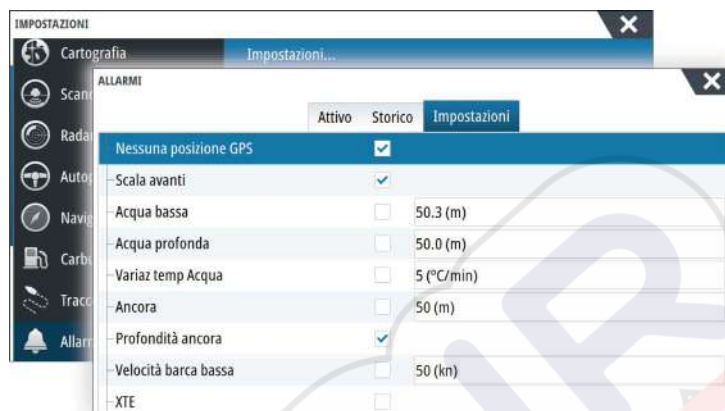 IMPOSTAZIONI
Cartografia Impostazioni...
ALLARMI
Attivo Storico Impostazioni
Nessuna posizione GPS
Scala avanti
Acqua bassa 50.3 (m)
Acqua profonda 50.0 (m)
Variaz temp Acqua 5 (°C/min)
Ancora 50 (m)
Profondità ancora
Velocità barca bassa 50 (kn)
XTE